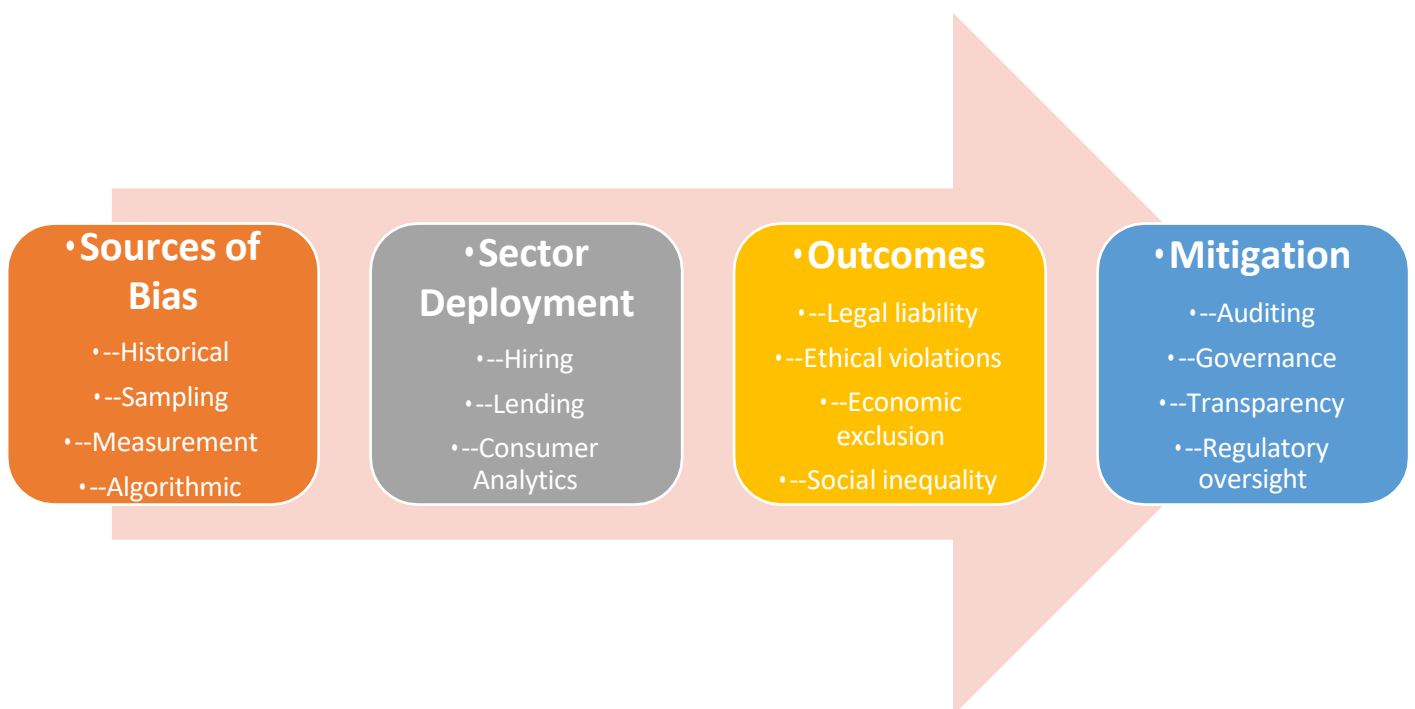 •Sources of
Bias
•--Historical
•--Sampling
•--Measurement
•--Algorithmic
•Sector
Deployment
•--Hiring
•--Lending
•--Consumer
Analytics
•Outcomes
•--Legal liability
•--Ethical violations
•--Economic
exclusion
•--Social inequality
•Mitigation
•--Auditing
•--Governance
•--Transparency
•--Regulatory
oversight